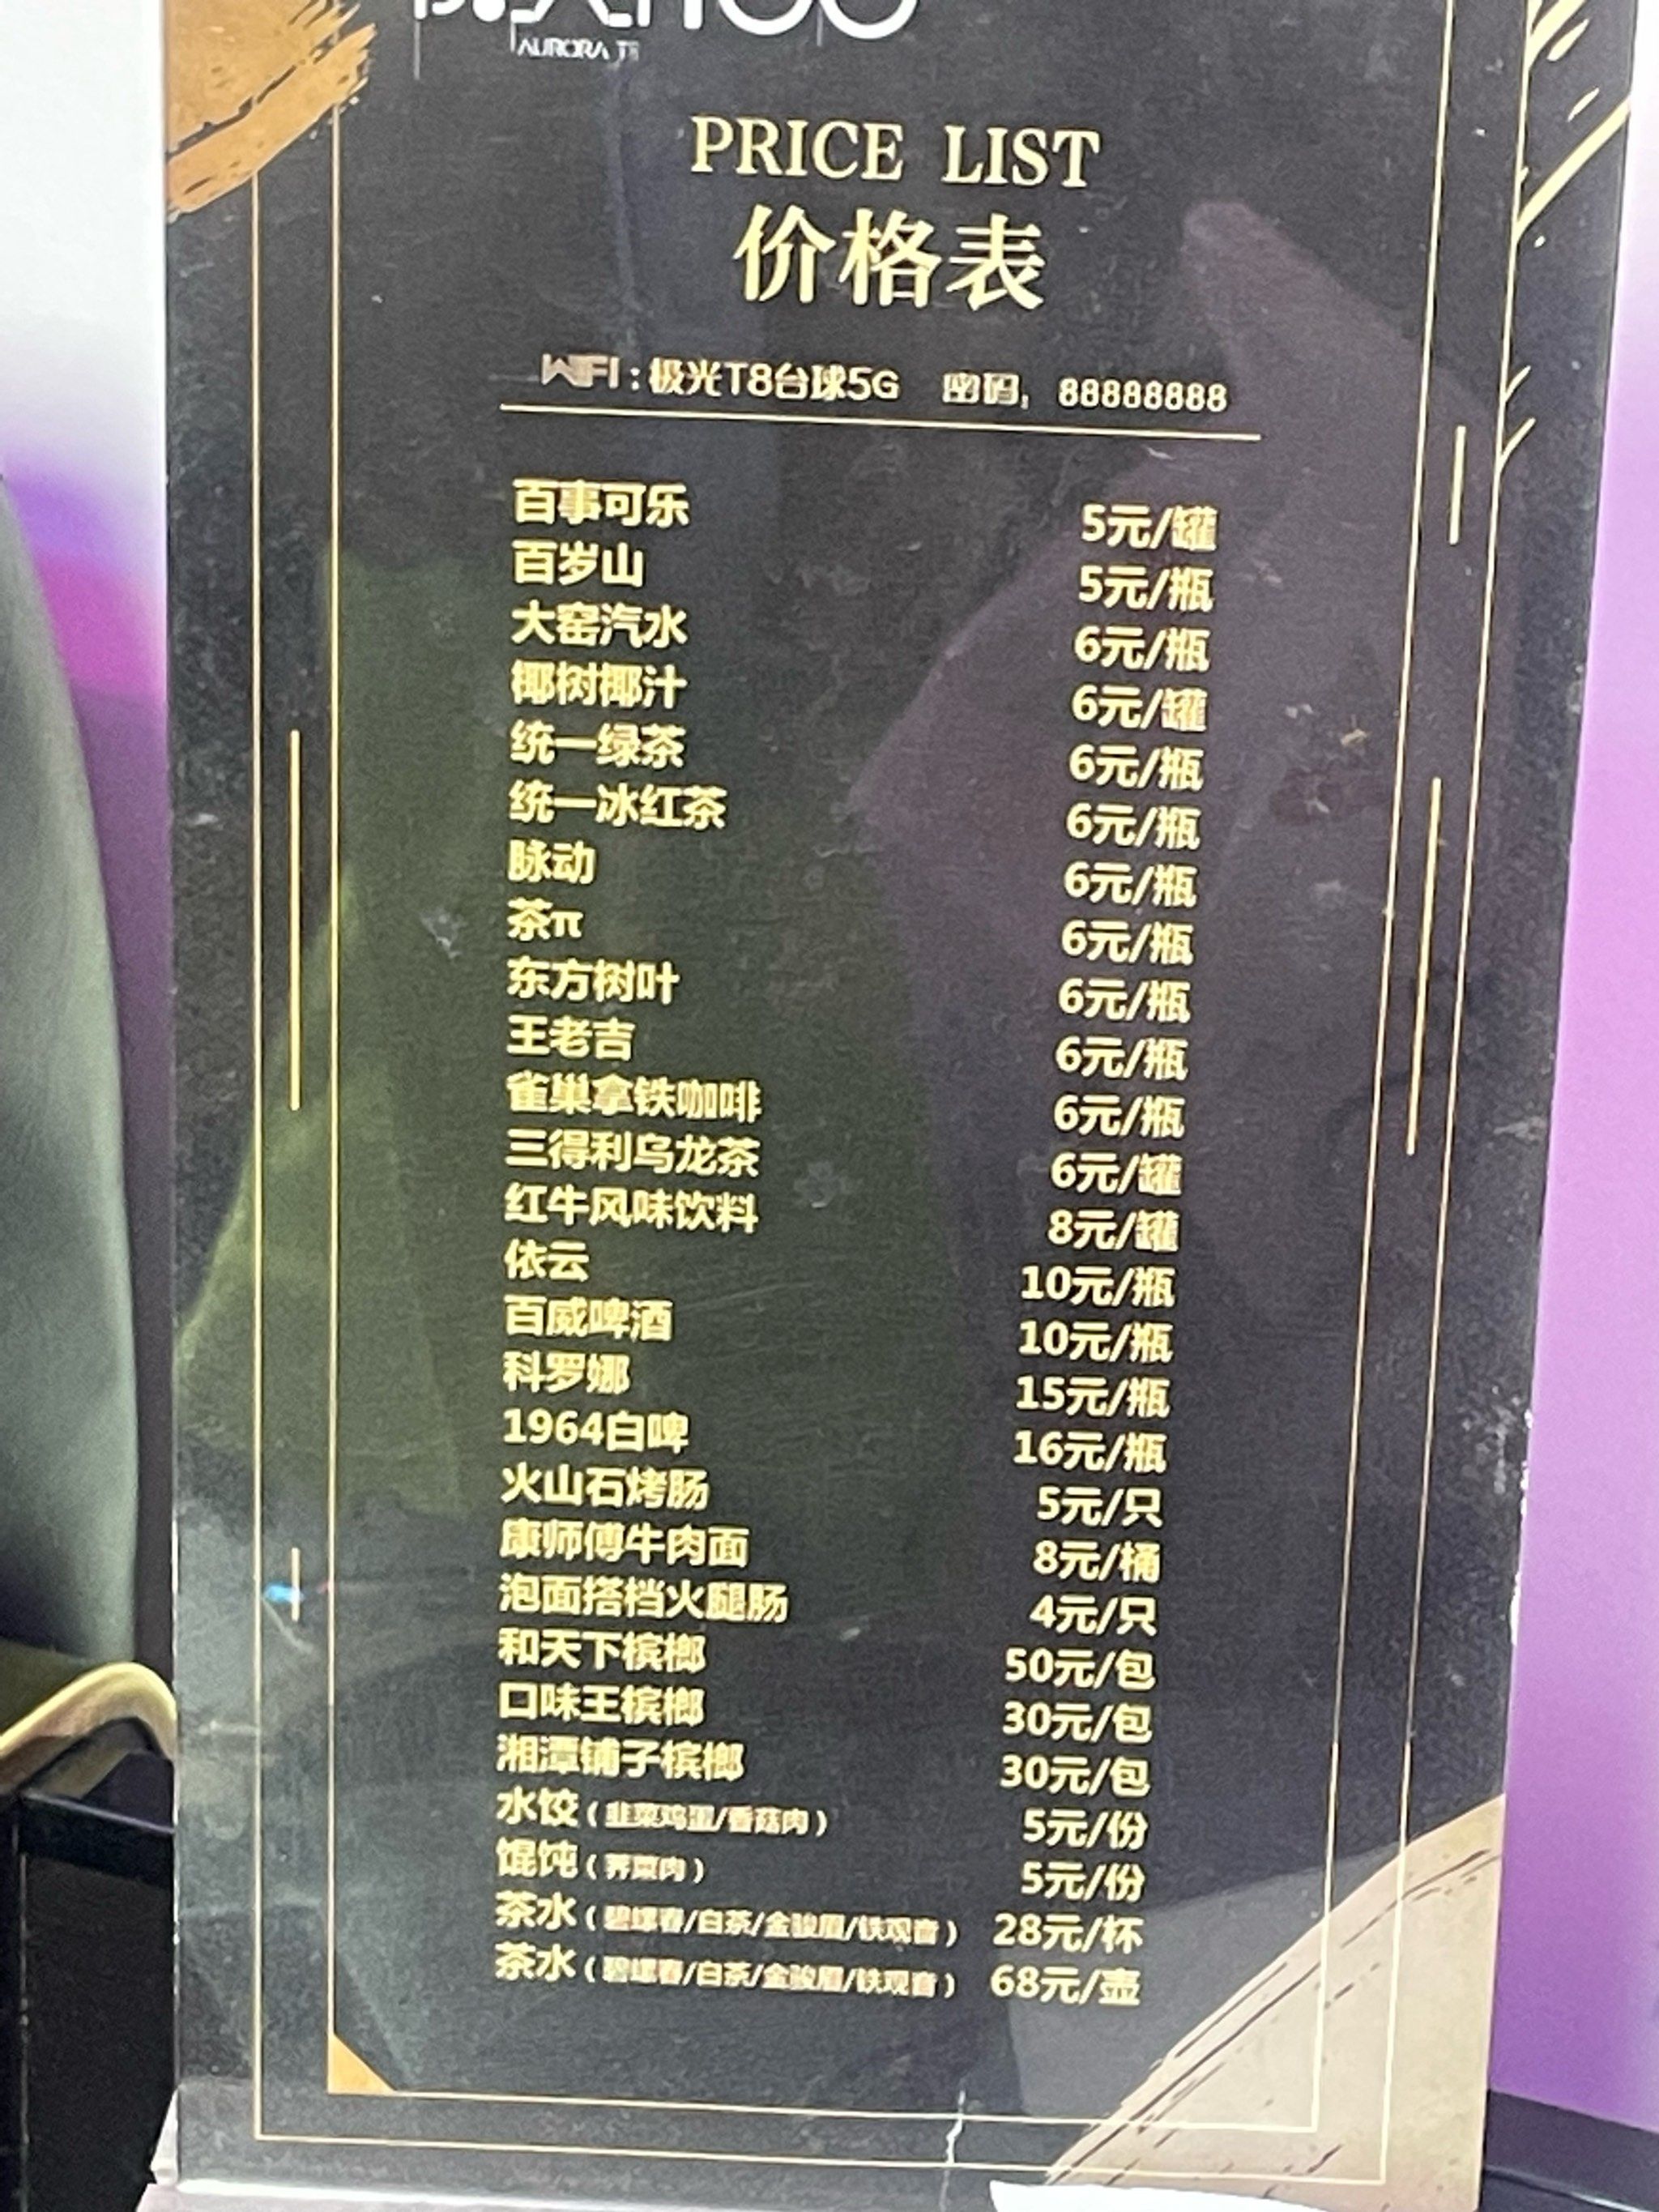 AURORA T8
PRICE LIST
价格表
WIFI：极光T8台球5G 密码：88888888
百事可乐 5元/罐
百岁山 5元/瓶
大窑汽水 6元/瓶
椰树椰汁 6元/罐
统一绿茶 6元/瓶
统一冰红茶 6元/瓶
脉动 6元/瓶
茶π 6元/瓶
东方树叶 6元/瓶
王老吉 6元/瓶
雀巢拿铁咖啡 6元/瓶
三得利乌龙茶 6元/罐
红牛风味饮料 8元/罐
依云 10元/瓶
百威啤酒 10元/瓶
科罗娜 15元/瓶
1964白啤 16元/瓶
火山石烤肠 5元/只
康师傅牛肉面 8元/桶
泡面搭档火腿肠 4元/只
和天下槟榔 50元/包
口味王槟榔 30元/包
湘潭铺子槟榔 30元/包
水饺（韭菜鸡蛋/香菇肉） 5元/份
馄饨（荠菜肉） 5元/份
茶水（碧螺春/白茶/金骏眉/铁观音） 28元/杯
茶水（碧螺春/白茶/金骏眉/铁观音） 68元/壶